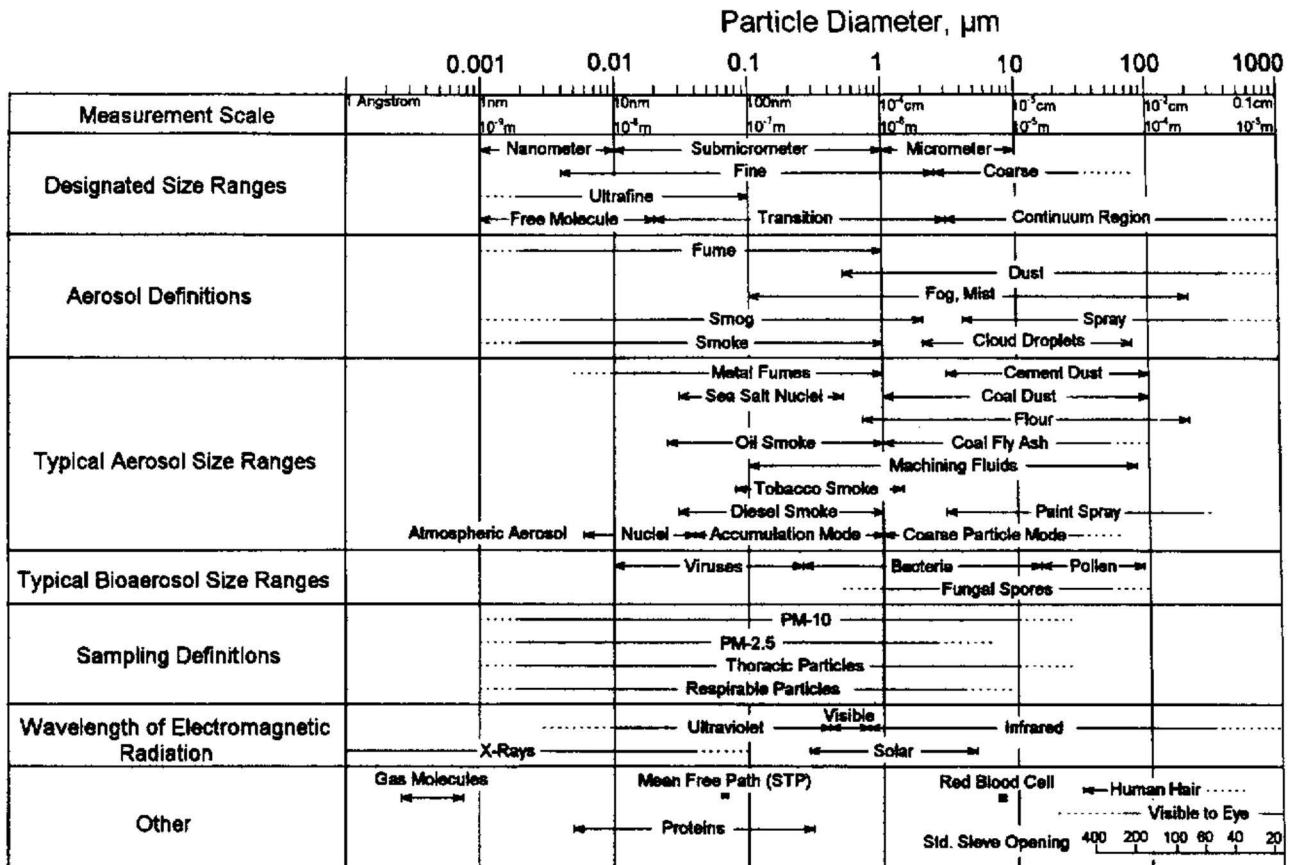 Particle Diameter, µm
0.001 0.01 0.1 1 10 100 1000
Measurement Scale
1 Angstrom 1nm 10nm 100nm 10⁻⁴cm 10⁻³cm 10⁻²cm 0.1cm
10⁻⁹m 10⁻⁸m 10⁻⁷m 10⁻⁶m 10⁻⁵m 10⁻⁴m 10⁻³m
Designated Size Ranges
Nanometer Submicrometer Micrometer
Fine Coarse
Ultrafine
Free Molecule Transition Continuum Region
Aerosol Definitions
Fume
Dust
Fog, Mist
Smog Spray
Smoke Cloud Droplets
Typical Aerosol Size Ranges
Metal Fumes Cement Dust
Sea Salt Nuclei Coal Dust
Flour
Oil Smoke Coal Fly Ash
Machining Fluids
Tobacco Smoke
Diesel Smoke Paint Spray
Atmospheric Aerosol Nuclei Accumulation Mode Coarse Particle Mode
Typical Bioaerosol Size Ranges
Viruses Bacteria Pollen
Fungal Spores
Sampling Definitions
PM-10
PM-2.5
Thoracic Particles
Respirable Particles
Wavelength of Electromagnetic
Radiation
Visible
Ultraviolet Infrared
X-Rays Solar
Other
Gas Molecules Mean Free Path (STP) Red Blood Cell
Human Hair
Visible to Eye
Proteins
Std. Sieve Opening 400 200 100 60 40 20